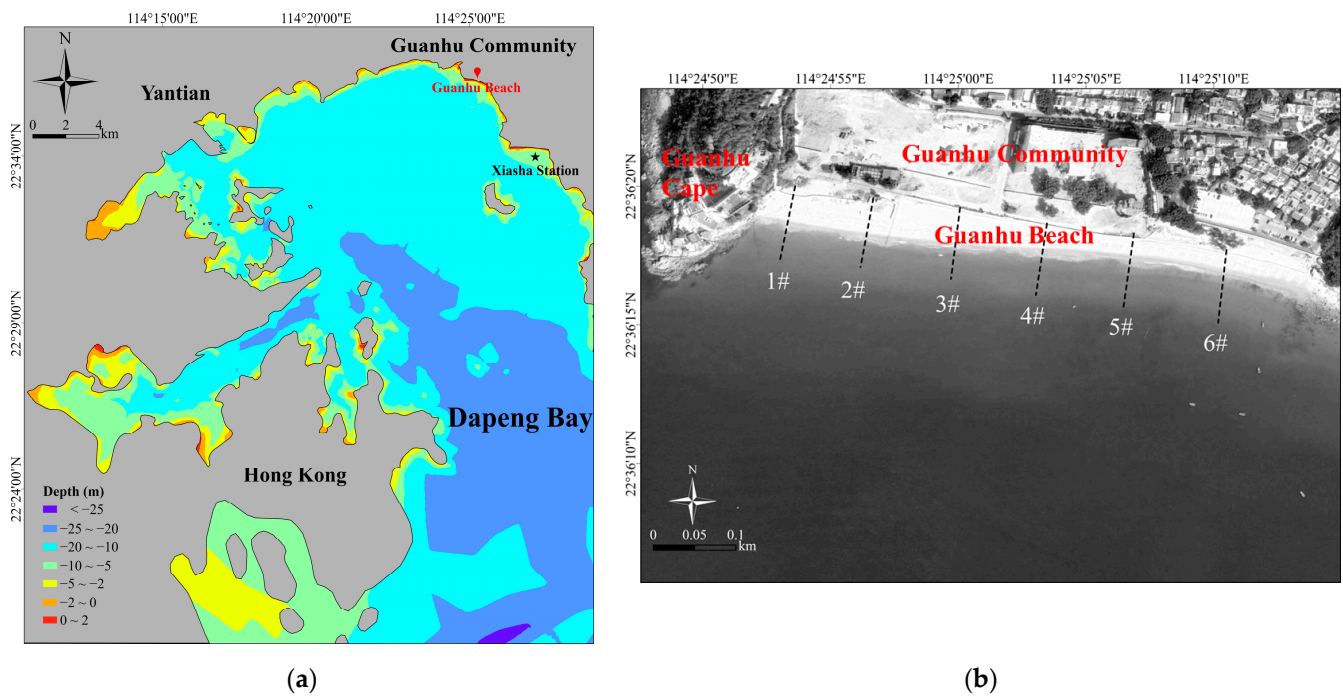 114°15'00"E
114°20'00"E
114°25'00"E
N
Guanhu Community
Guanhu Beach
Yantian
0 2 4 km
Xiasha Station
22°34'00"N
22°29'00"N
22°24'00"N
Dapeng Bay
Hong Kong
Depth (m)
< −25
−25 ~ −20
−20 ~ −10
−10 ~ −5
−5 ~ −2
−2 ~ 0
0 ~ 2
(a)
114°24'50"E
114°24'55"E
114°25'00"E
114°25'05"E
114°25'10"E
22°36'20"N
22°36'15"N
22°36'10"N
Guanhu
Cape
Guanhu Community
Guanhu Beach
1#
2#
3#
4#
5#
6#
N
0 0.05 0.1
km
(b)